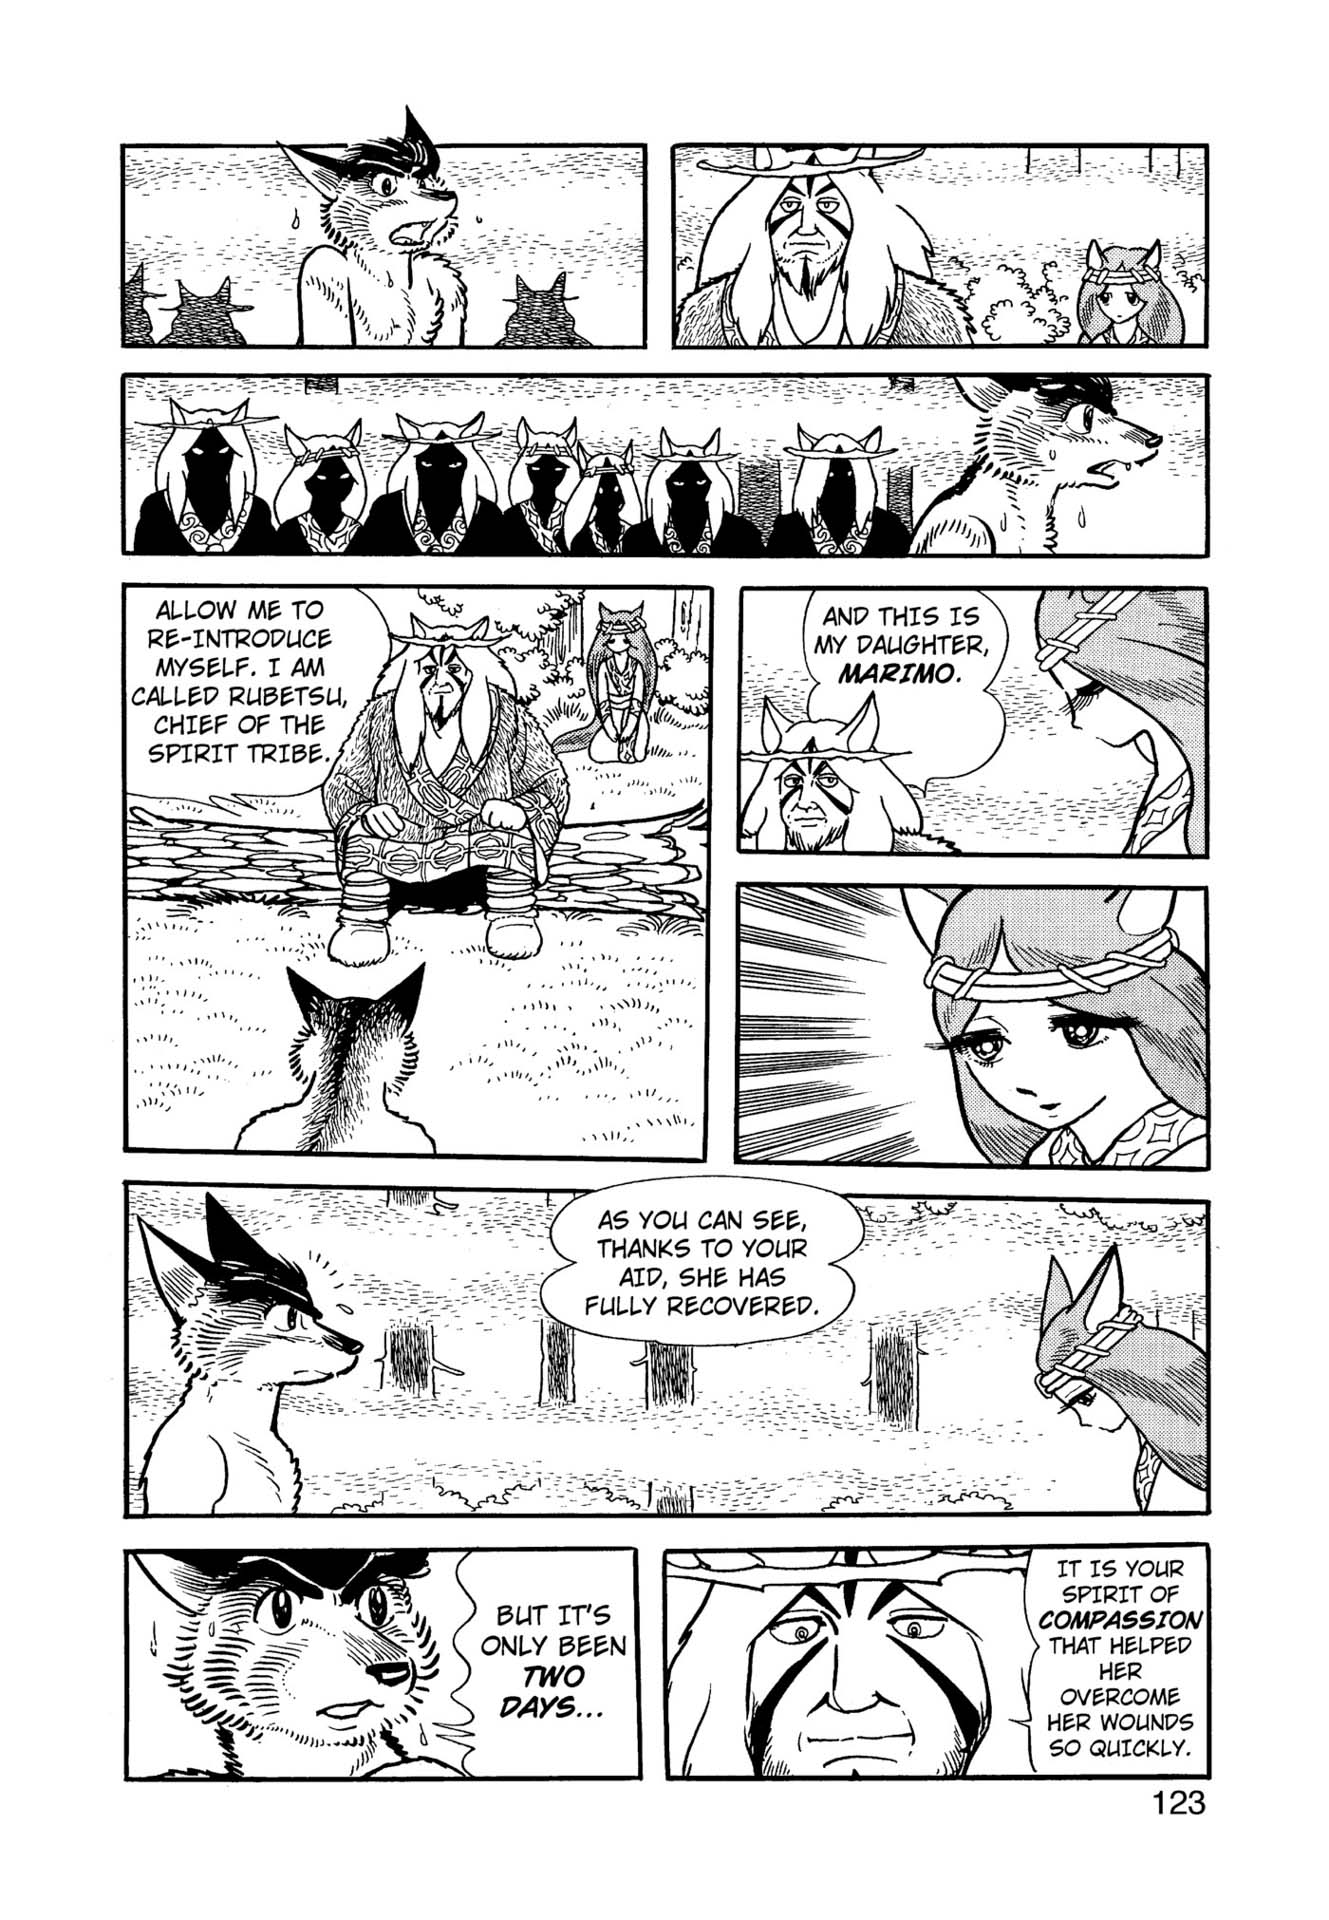 ALLOW ME TO
RE-INTRODUCE
MYSELF. I AM
CALLED RUBETSU,
CHIEF OF THE
SPIRIT TRIBE.
AND THIS IS
MY DAUGHTER,
MARIMO.
AS YOU CAN SEE,
THANKS TO YOUR
AID, SHE HAS
FULLY RECOVERED.
BUT IT'S
ONLY BEEN
TWO
DAYS...
IT IS YOUR
SPIRIT OF
COMPASSION
THAT HELPED
HER
OVERCOME
HER WOUNDS
SO QUICKLY.
123